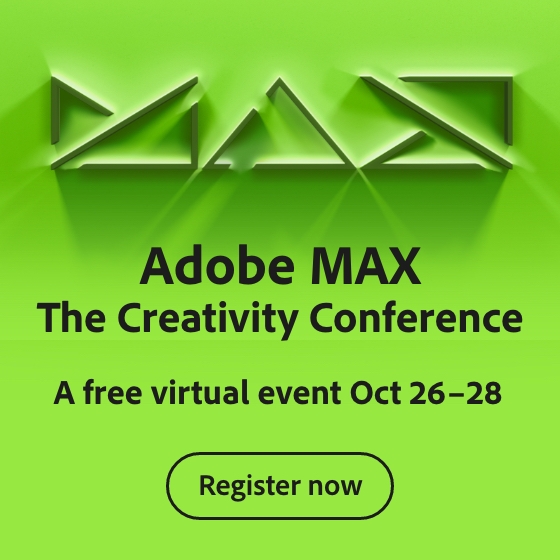 MAX
Adobe MAX
The Creativity Conference
A free virtual event Oct 26–28
Register now